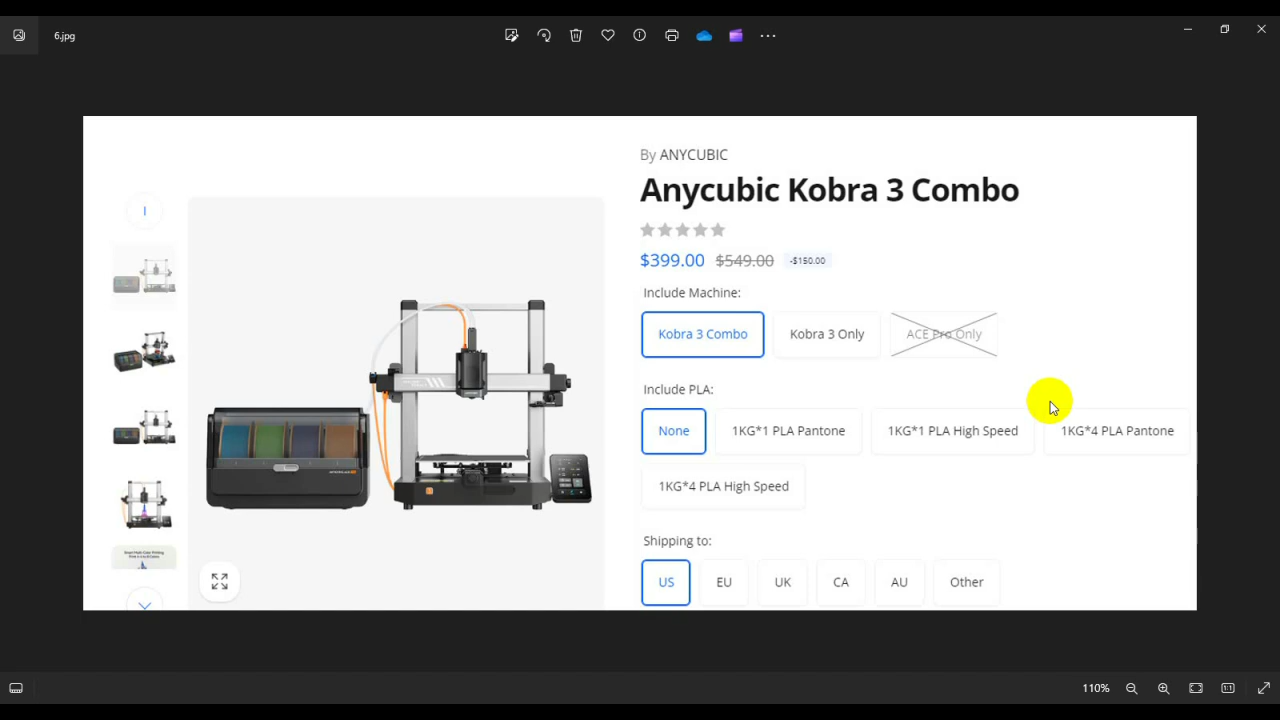 6.jpg
By ANYCUBIC
Anycubic Kobra 3 Combo
$399.00 $549.00 -$150.00
Include Machine:
Kobra 3 Combo Kobra 3 Only ACE Pro Only
Include PLA:
None 1KG*1 PLA Pantone 1KG*1 PLA High Speed 1KG*4 PLA Pantone
1KG*4 PLA High Speed
Shipping to:
US EU UK CA AU Other
110%